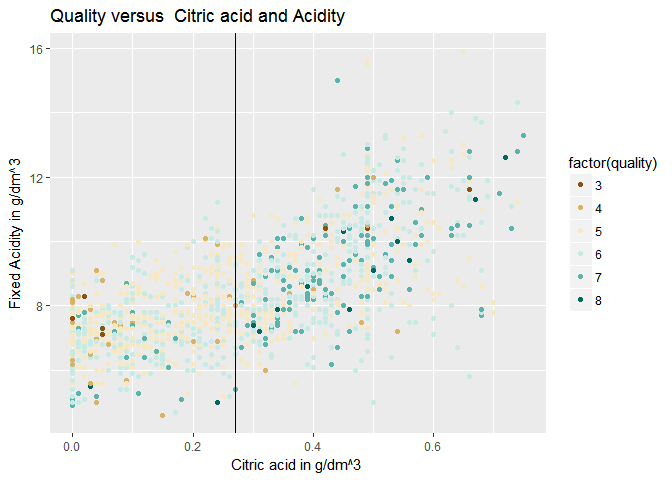 Quality versus  Citric acid and Acidity
16
12
8
Fixed Acidity in g/dm^3
0.0 0.2 0.4 0.6
Citric acid in g/dm^3
factor(quality)
3
4
5
6
7
8